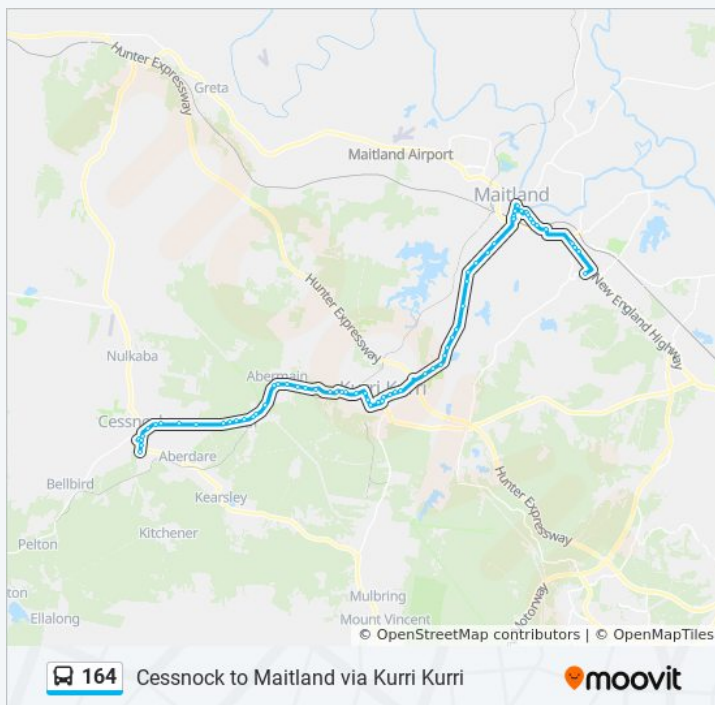 Hunter Expressway
Greta
Maitland Airport
Maitland
Hunter Expressway
New England Highway
Nulkaba
Abermain
Kurri Kurri
Cessnock
Aberdare
Bellbird
Kearsley
Hunter Expressway
Kitchener
Pelton
Mulbring
ton
Ellalong
Mount Vincent
Motorway
© OpenStreetMap contributors | © OpenMapTiles
164
Cessnock to Maitland via Kurri Kurri
moovit